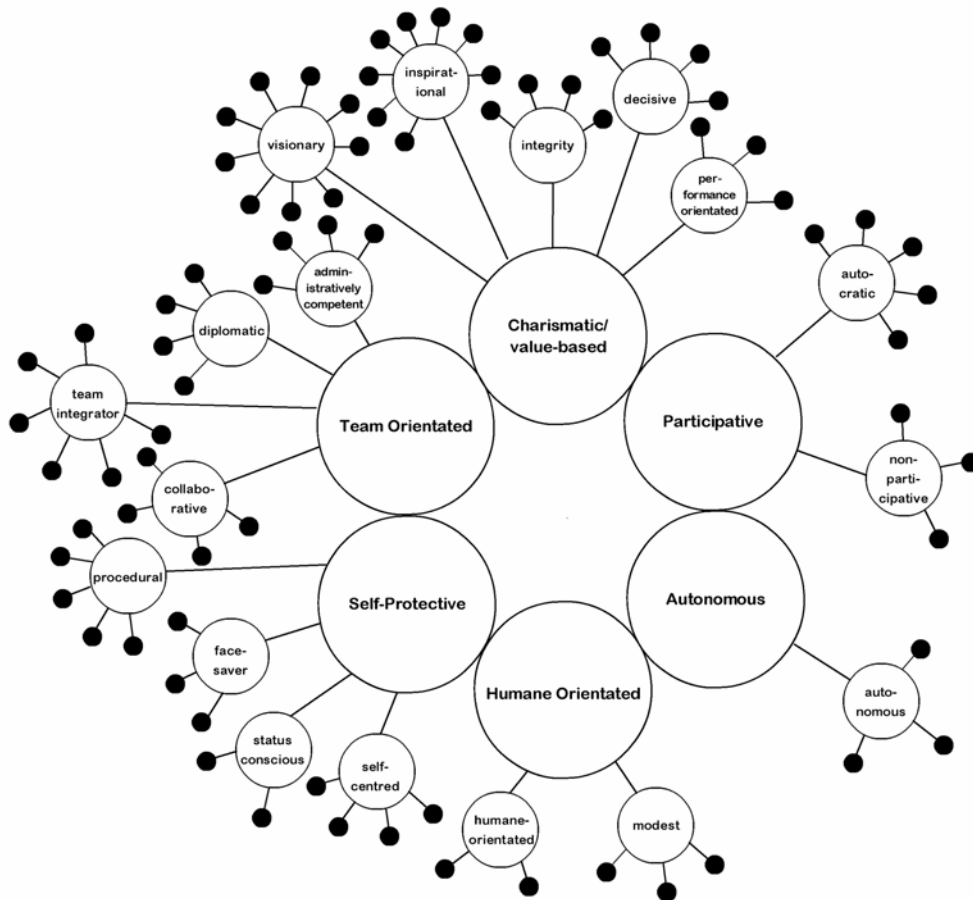 inspirat-
ional
decisive
visionary
integrity
per-
formance
orientated
admin-
istratively
competent
auto-
cratic
diplomatic
Charismatic/
value-based
team
integrator
Team Orientated
Participative
non-
parti-
cipative
collabo-
rative
procedural
Self-Protective
Autonomous
face-
saver
Humane Orientated
auto-
nomous
status
conscious
self-
centred
humane-
orientated
modest